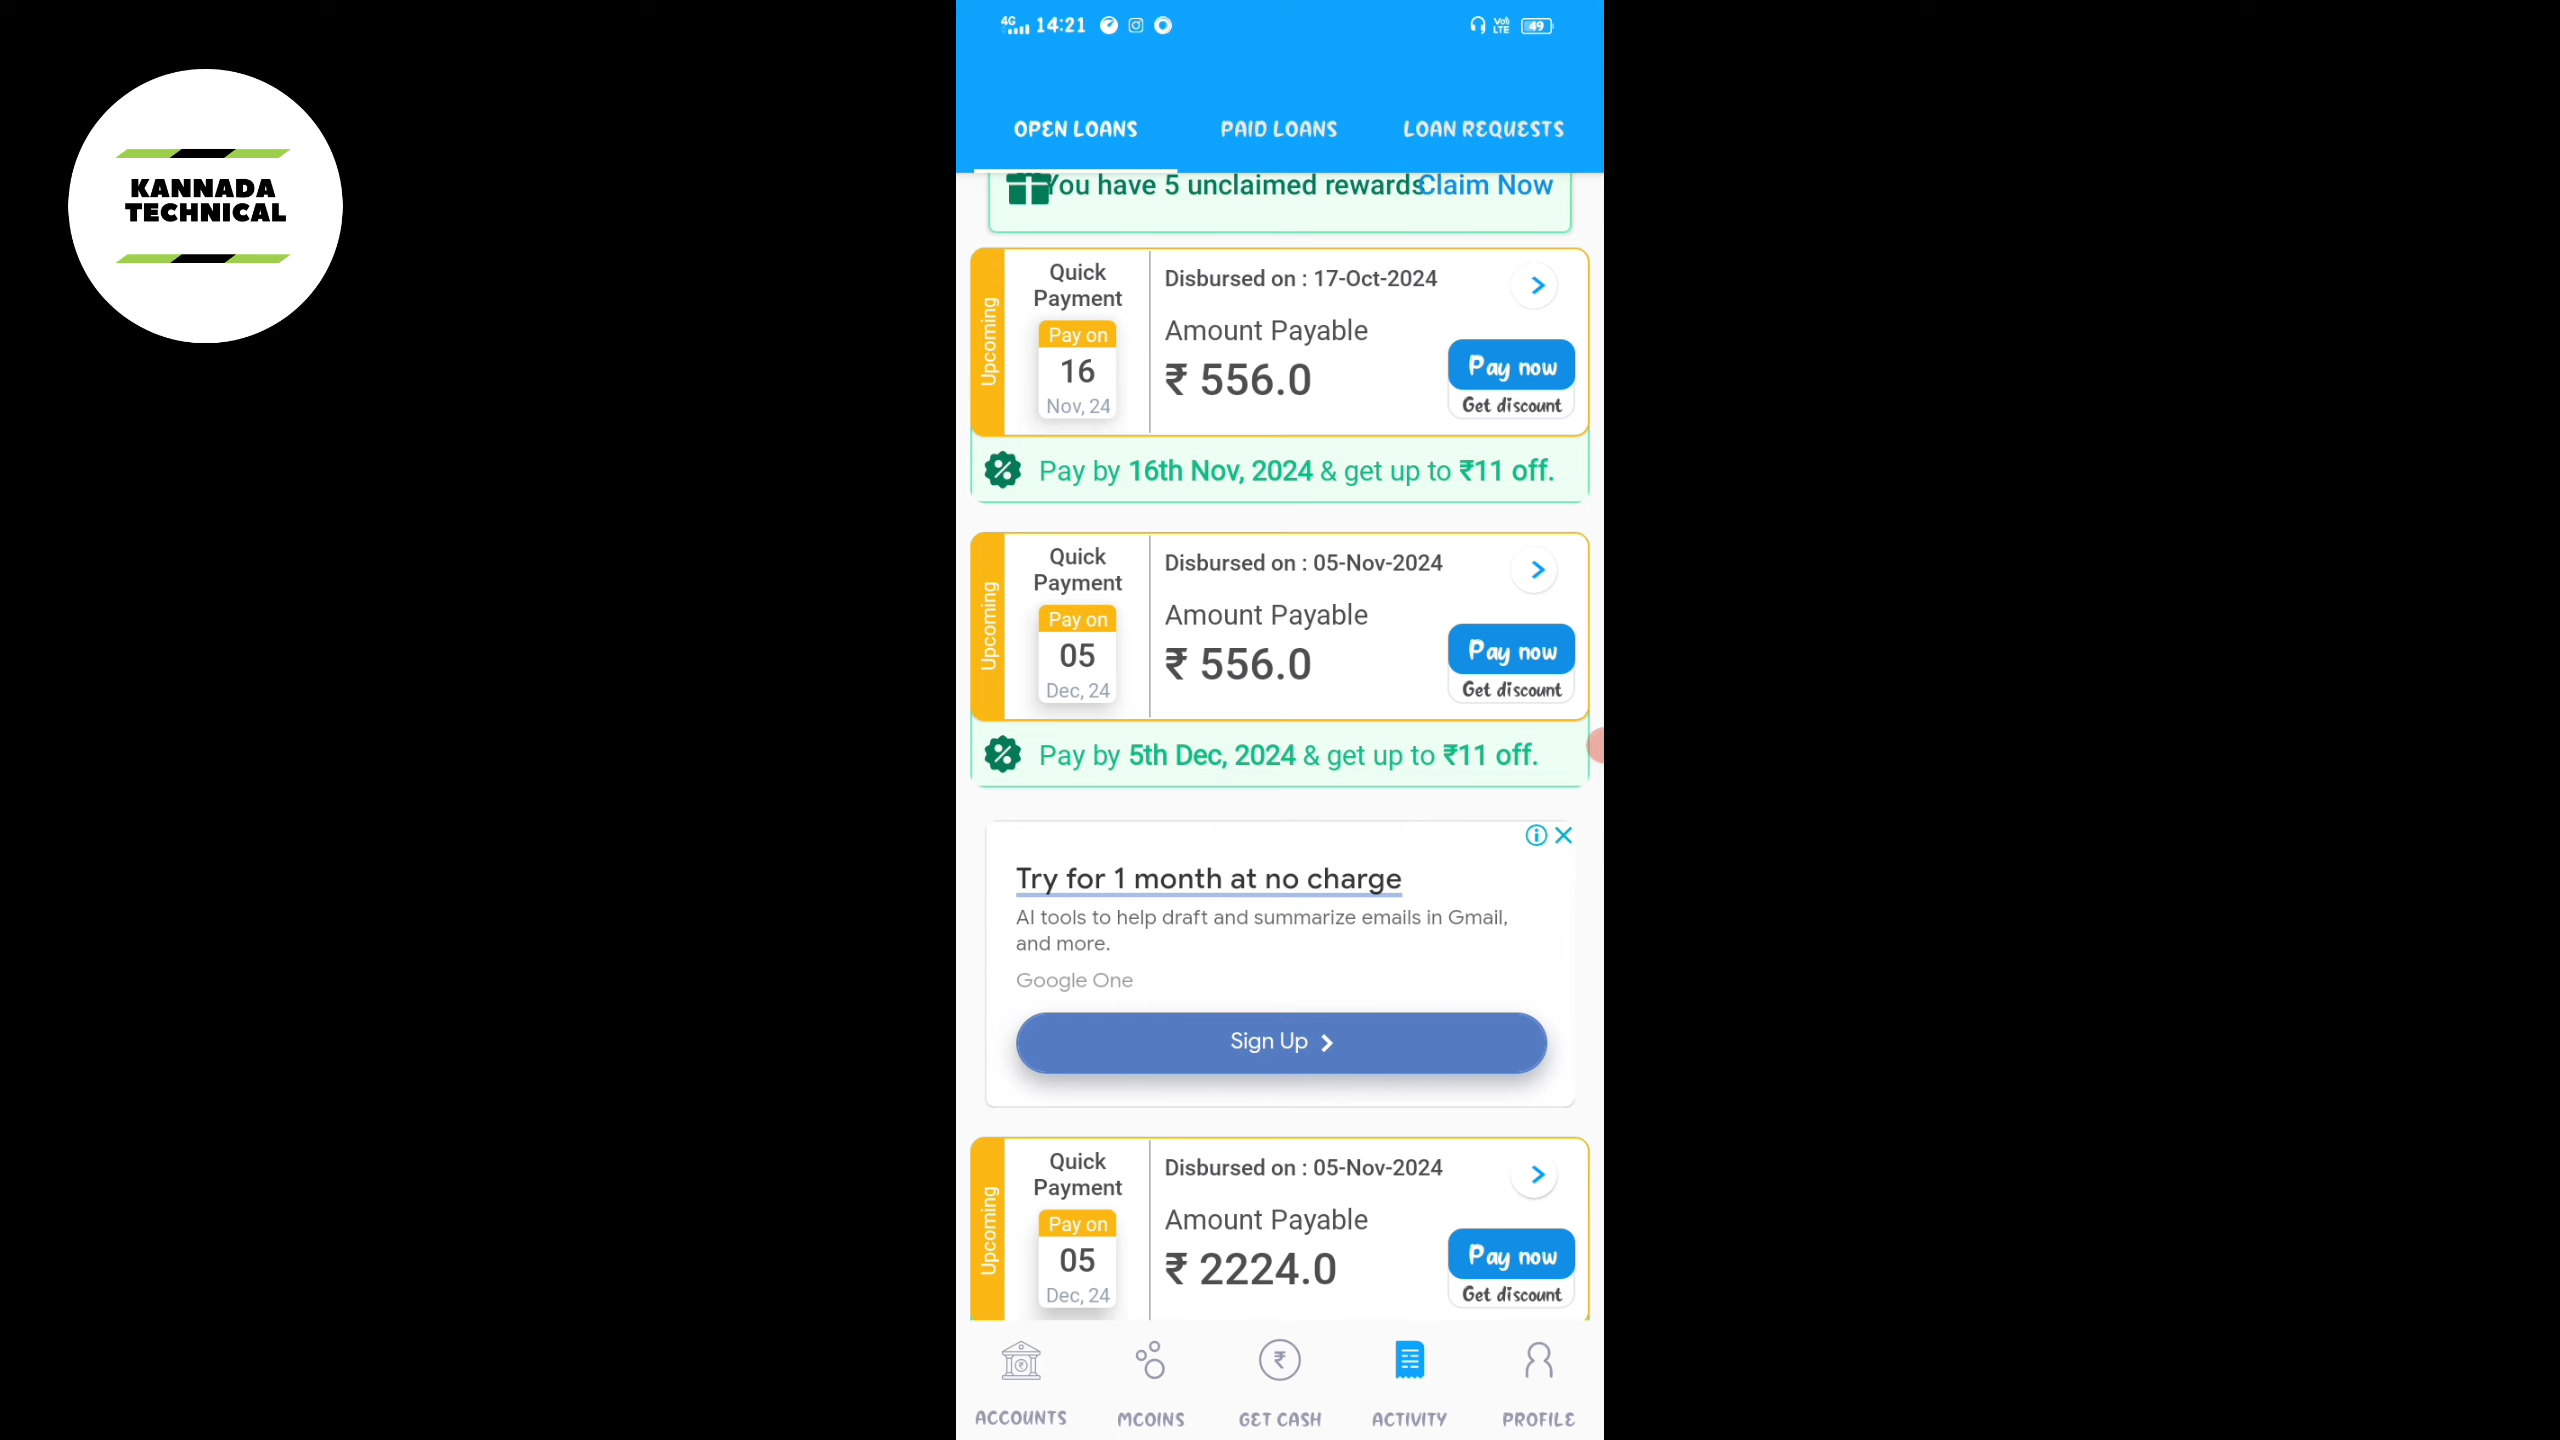 KANNADA
TECHNICAL
4G 14:21 Vo) LTE 49
OPEN LOANS PAID LOANS LOAN REQUESTS
You have 5 unclaimed rewards Claim Now
Upcoming
Quick
Payment
Pay on
16
Nov, 24
Disbursed on : 17-Oct-2024
Amount Payable
₹ 556.0
Pay now
Get discount
Pay by 16th Nov, 2024 & get up to ₹11 off.
Upcoming
Quick
Payment
Pay on
05
Dec, 24
Disbursed on : 05-Nov-2024
Amount Payable
₹ 556.0
Pay now
Get discount
Pay by 5th Dec, 2024 & get up to ₹11 off.
Try for 1 month at no charge
AI tools to help draft and summarize emails in Gmail,
and more.
Google One
Sign Up
Upcoming
Quick
Payment
Pay on
05
Dec, 24
Disbursed on : 05-Nov-2024
Amount Payable
₹ 2224.0
Pay now
Get discount
ACCOUNTS MCOINS GET CASH ACTIVITY PROFILE